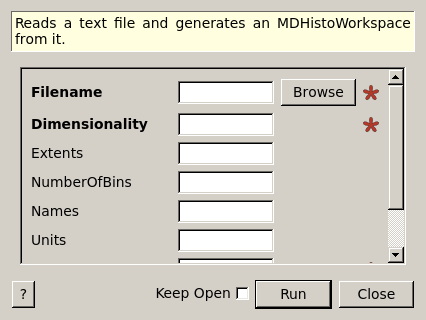 Reads a text file and generates an MDHistoWorkspace
from it.
Filename
Browse
Dimensionality
Extents
NumberOfBins
Names
Units
? Keep Open Run Close